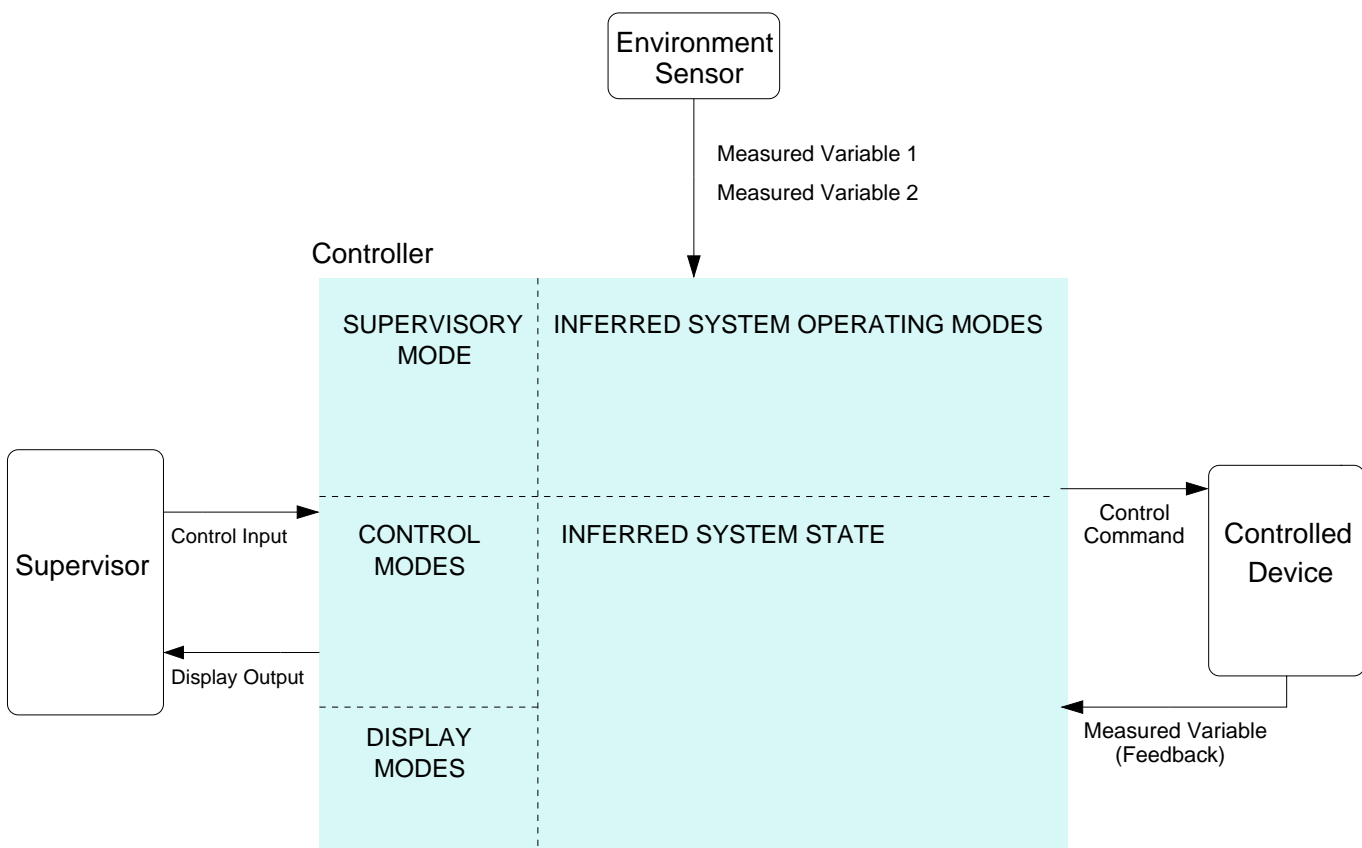 Environment
Sensor
Measured Variable 1
Measured Variable 2
Controller
SUPERVISORY
MODE
INFERRED SYSTEM OPERATING MODES
Supervisor
Control Input
Display Output
CONTROL
MODES
INFERRED SYSTEM STATE
DISPLAY
MODES
Control
Command
Controlled
Device
Measured Variable
(Feedback)